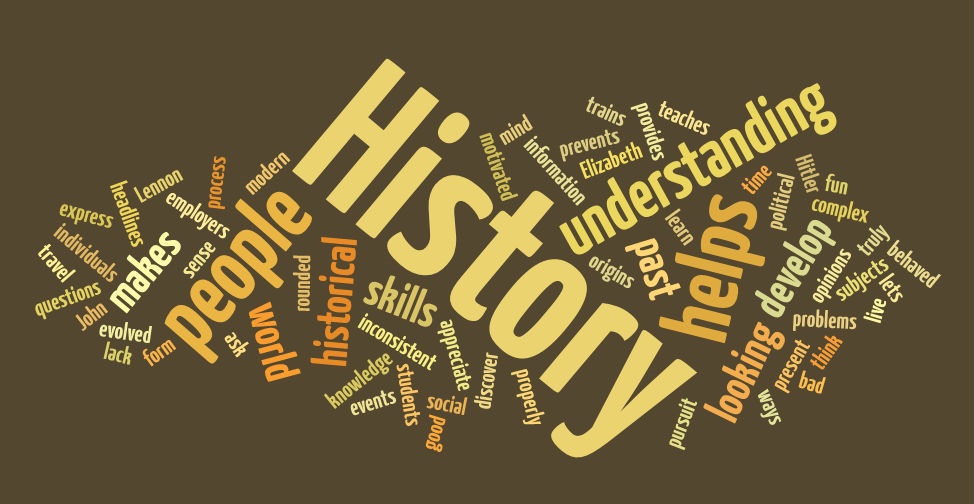 History
understanding
people
helps
historical
looking
develop
world
makes
past
skills
trains
provides
teaches
mind
motivated
information
prevents
Elizabeth
time
Hitler
political
fun
complex
learn
origins
truly
behaved
opinions
subjects
lets
live
problems
think
present
bad
ways
pursuit
properly
discover
appreciate
inconsistent
knowledge
events
students
social
good
rounded
modern
process
Lennon
headlines
employers
express
individuals
sense
travel
questions
John
evolved
lack
form
ask